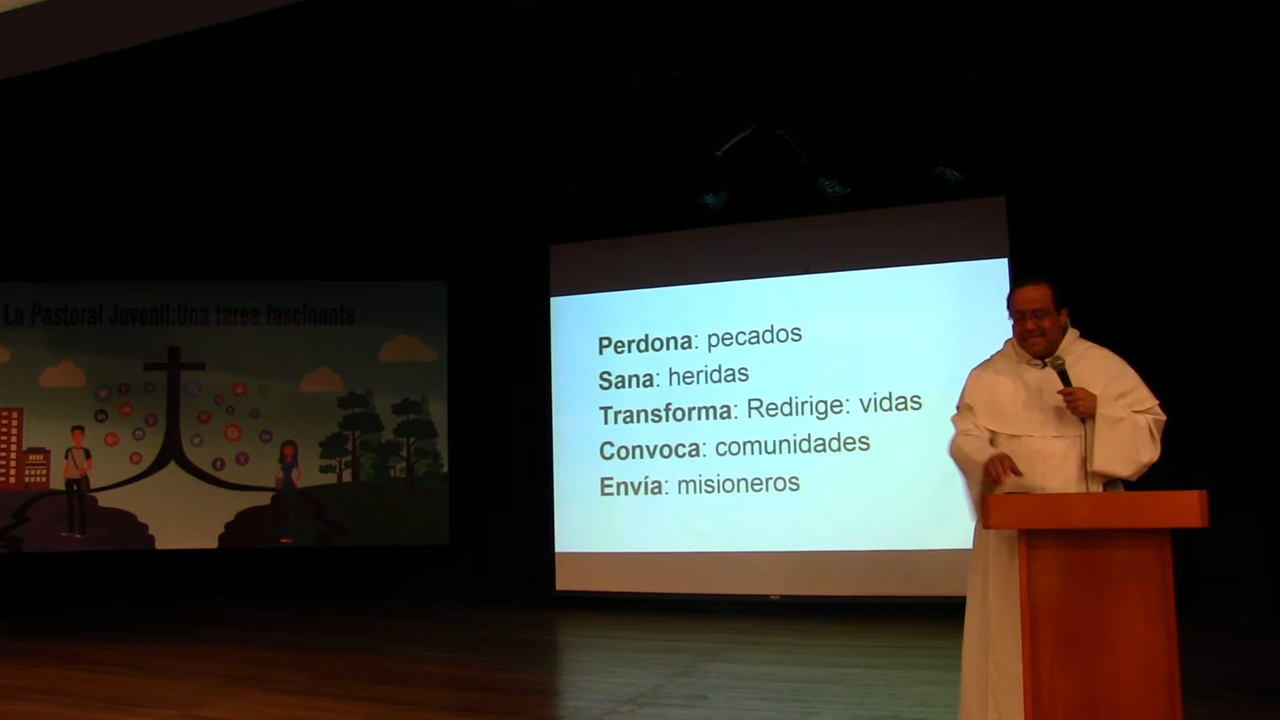 La Pastoral Juvenil:Una tarea fascinante
Perdona: pecados
Sana: heridas
Transforma: Redirige: vidas
Convoca: comunidades
Envía: misioneros